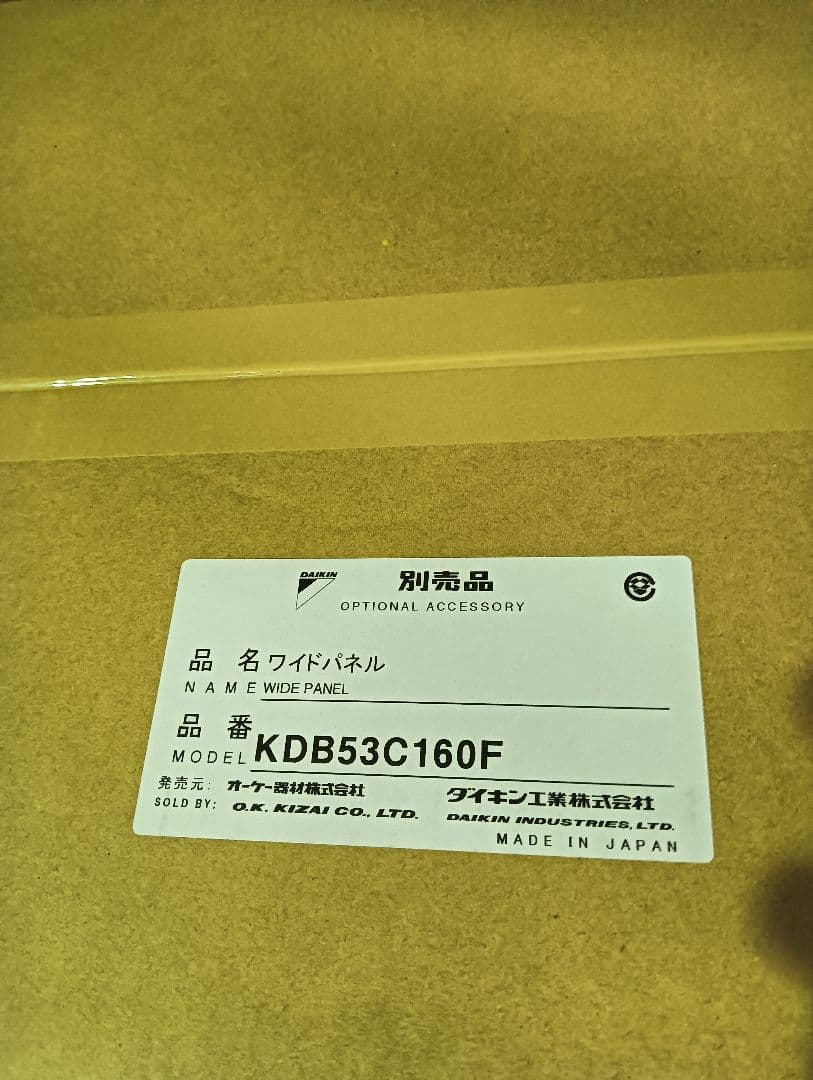 DAIKIN
別売品
OPTIONAL ACCESSORY
品 名 ワイドパネル
NAME WIDE PANEL
品 番
MODEL KDB53C160F
発売元: オーケー器材株式会社 ダイキン工業株式会社
SOLD BY: O.K. KIZAI CO., LTD. DAIKIN INDUSTRIES, LTD.
MADE IN JAPAN